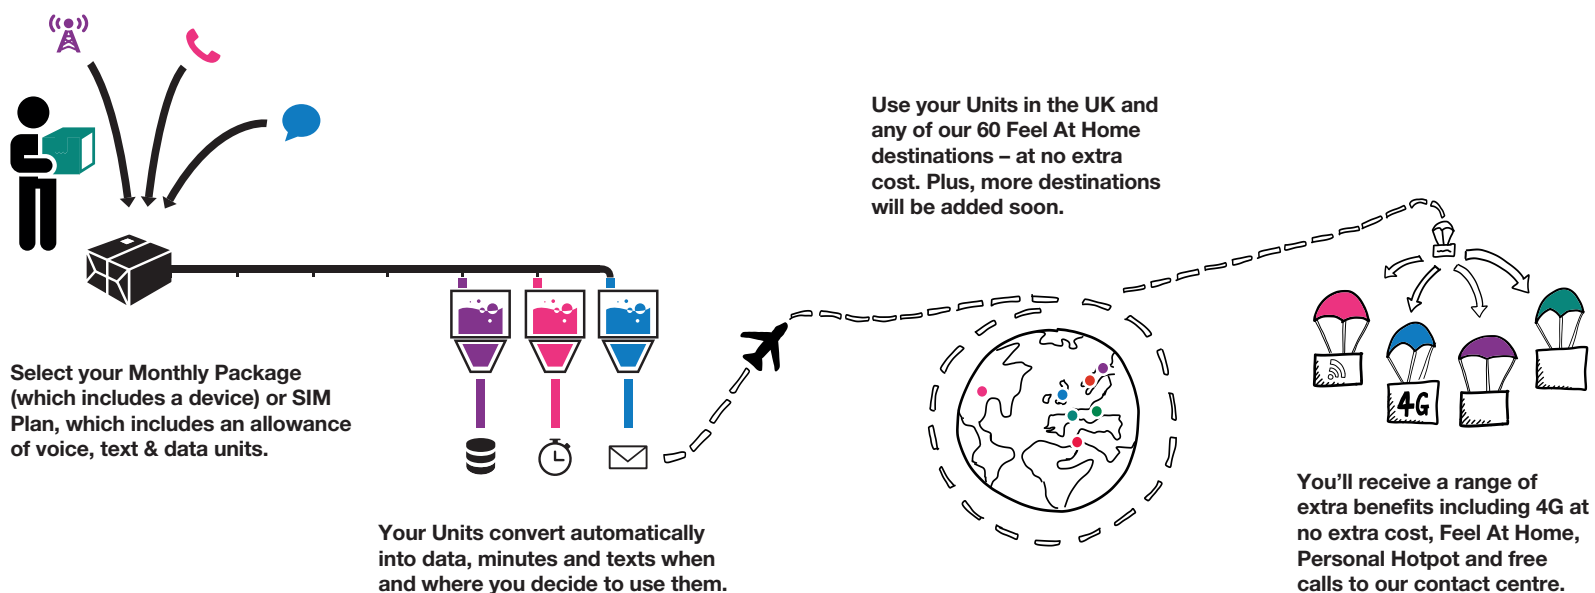 Select your Monthly Package
(which includes a device) or SIM
Plan, which includes an allowance
of voice, text & data units.
Your Units convert automatically
into data, minutes and texts when
and where you decide to use them.
Use your Units in the UK and
any of our 60 Feel At Home
destinations – at no extra
cost. Plus, more destinations
will be added soon.
4G
You’ll receive a range of
extra benefits including 4G at
no extra cost, Feel At Home,
Personal Hotpot and free
calls to our contact centre.